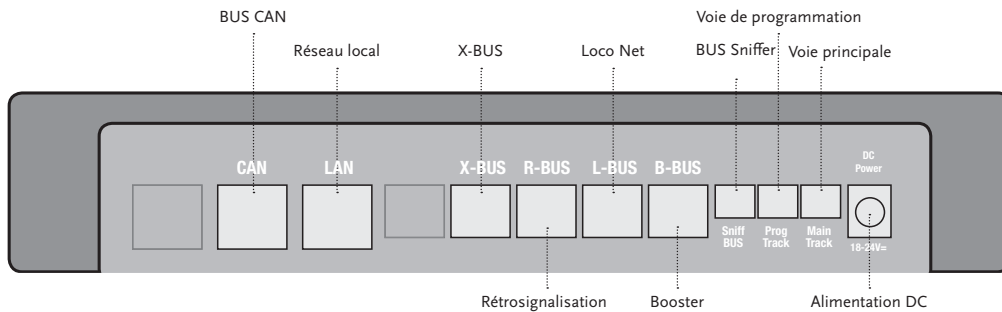 BUS CAN
Voie de programmation
Réseau local
X-BUS
Loco Net
BUS Sniffer
Voie principale
CAN
LAN
X-BUS
R-BUS
L-BUS
B-BUS
DC
Power
Sniff
BUS
Prog
Track
Main
Track
18-24V=
Rétrosignalisation
Booster
Alimentation DC